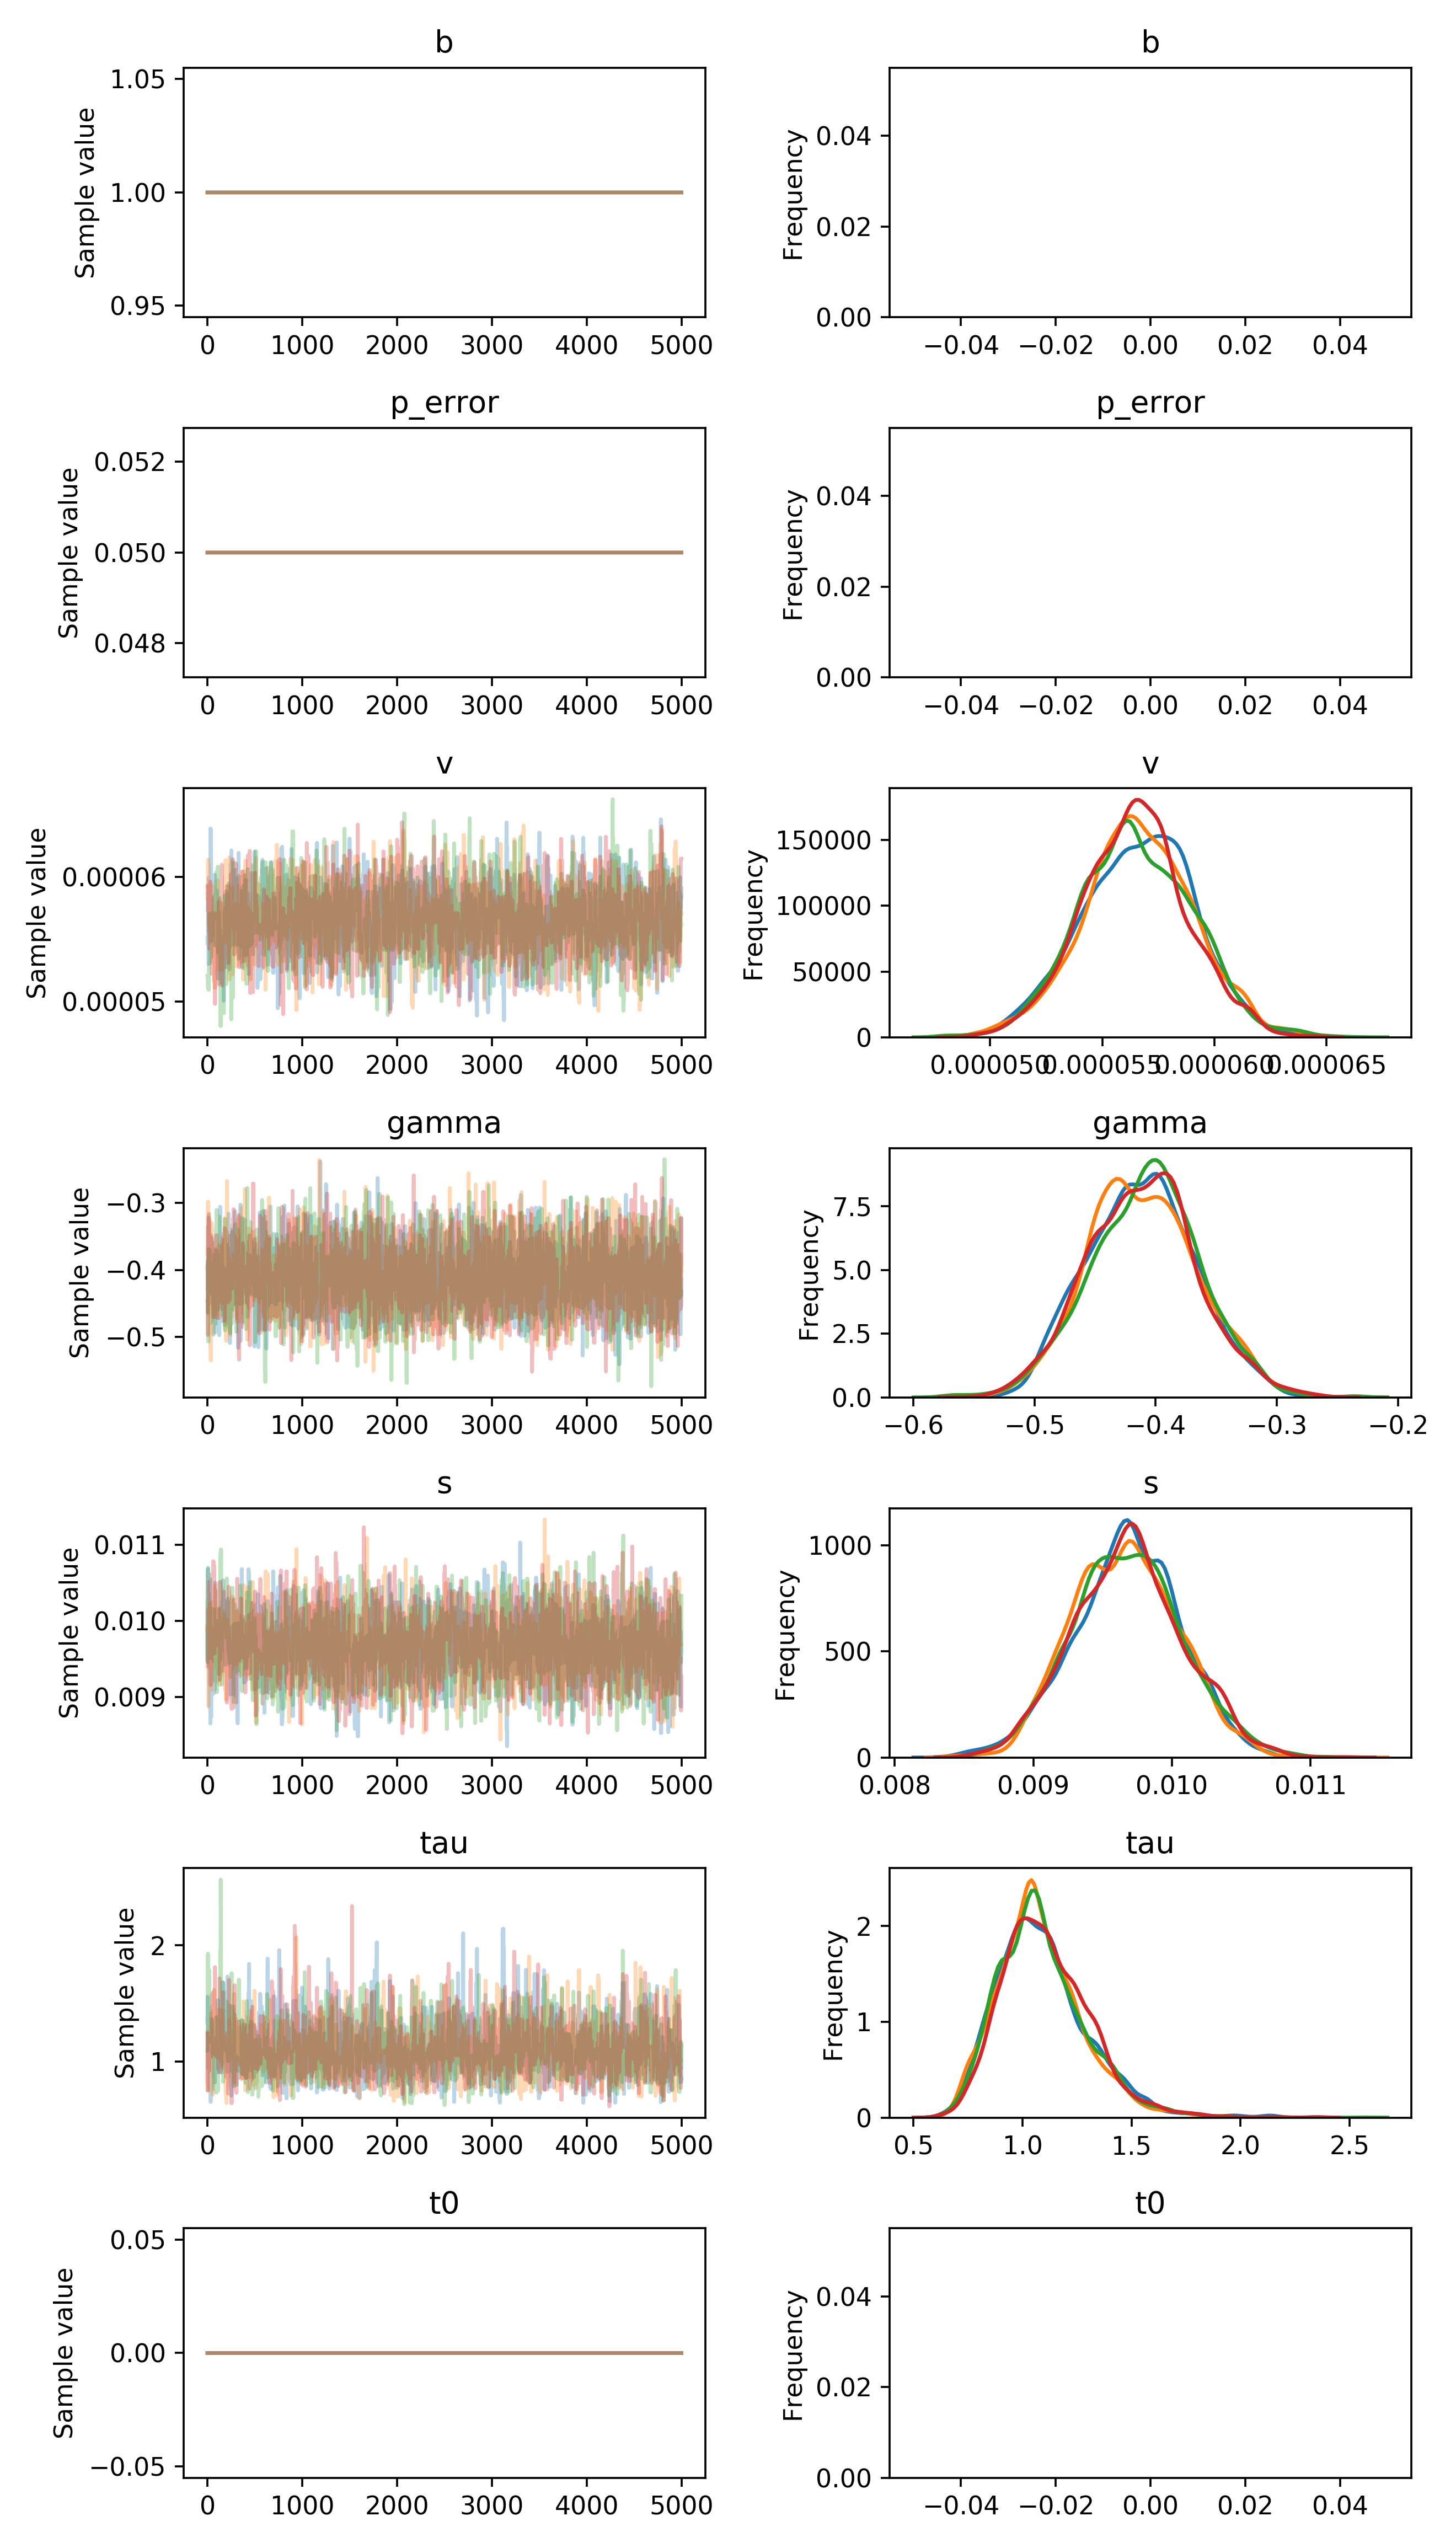 b
b
1.05
1.00
0.95
Sample value
0 1000 2000 3000 4000 5000
0.04
0.02
0.00
Frequency
−0.04 −0.02 0.00 0.02 0.04
p_error
p_error
0.052
0.050
0.048
Sample value
0 1000 2000 3000 4000 5000
0.04
0.02
0.00
Frequency
−0.04 −0.02 0.00 0.02 0.04
v
v
0.00006
0.00005
Sample value
0 1000 2000 3000 4000 5000
150000
100000
50000
0
Frequency
0.000050 0.000055 0.000060 0.000065
gamma
gamma
−0.3
−0.4
−0.5
Sample value
0 1000 2000 3000 4000 5000
7.5
5.0
2.5
0.0
Frequency
−0.6 −0.5 −0.4 −0.3 −0.2
s
s
0.011
0.010
0.009
Sample value
0 1000 2000 3000 4000 5000
1000
500
0
Frequency
0.008 0.009 0.010 0.011
tau
tau
2
1
Sample value
0 1000 2000 3000 4000 5000
2
1
0
Frequency
0.5 1.0 1.5 2.0 2.5
t0
t0
0.05
0.00
−0.05
Sample value
0 1000 2000 3000 4000 5000
0.04
0.02
0.00
Frequency
−0.04 −0.02 0.00 0.02 0.04